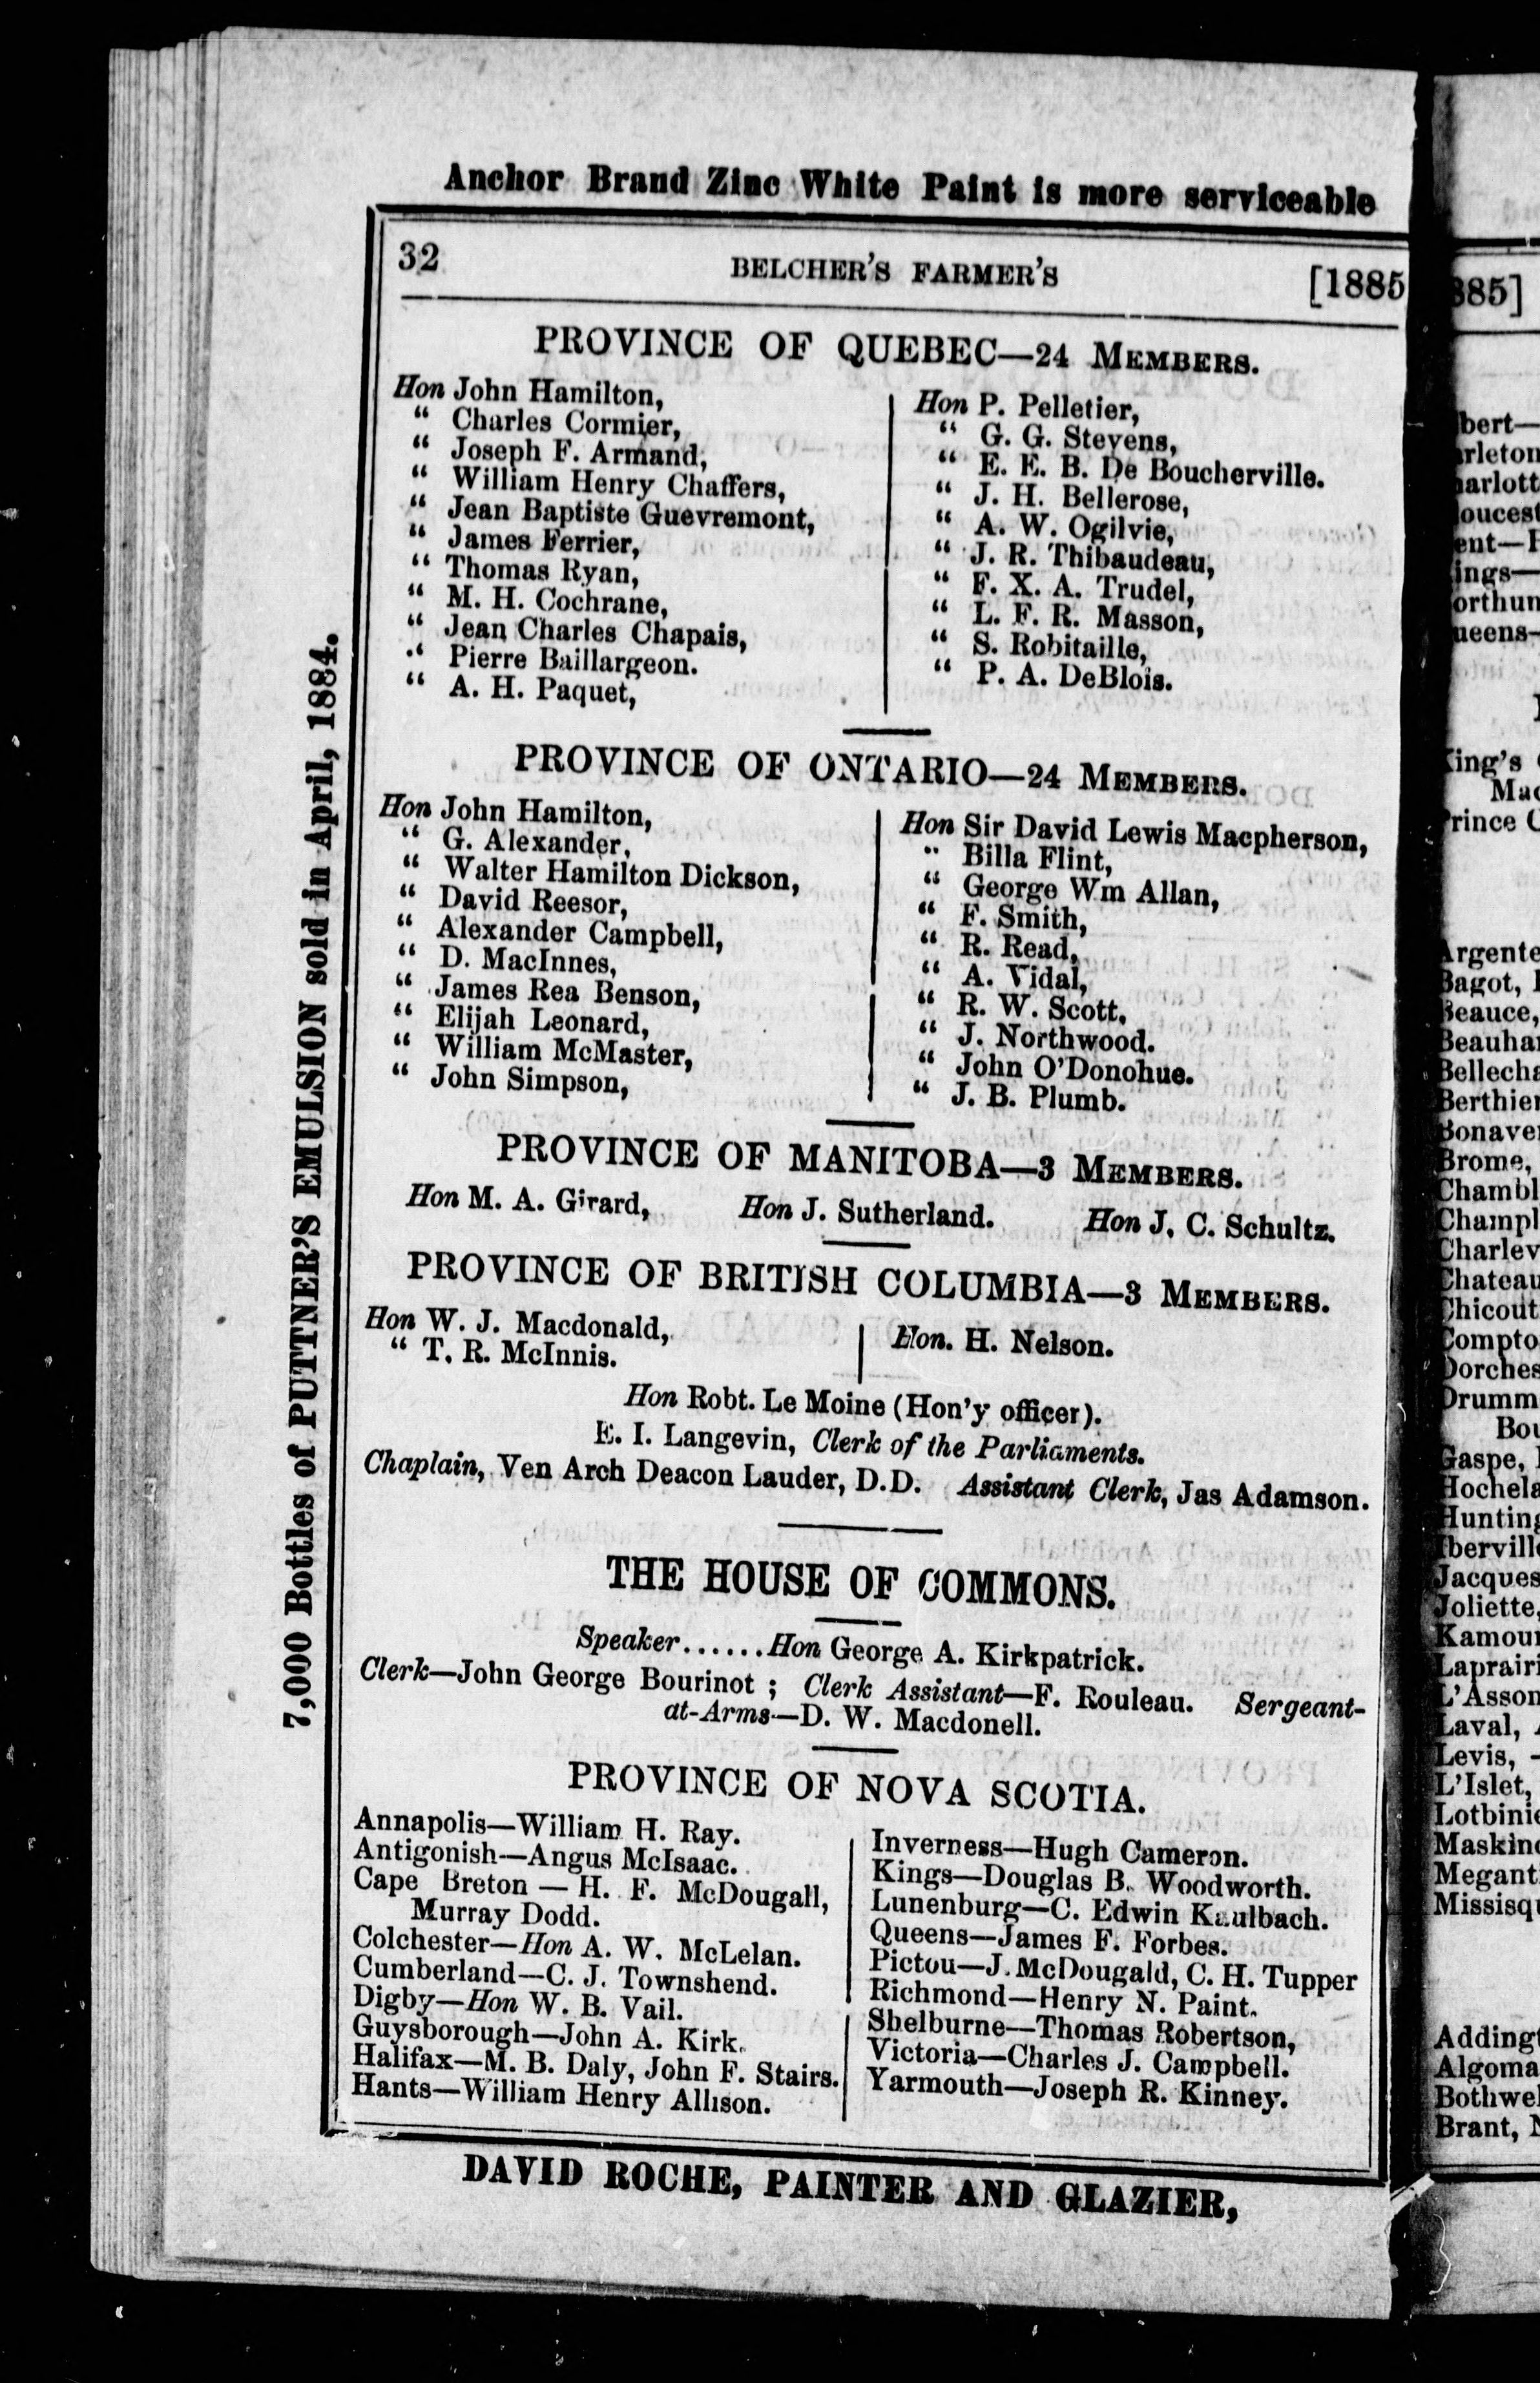 Anchor Brand Zinc White Paint is more serviceable
32 BELCHER'S FARMER'S [1885
PROVINCE OF QUEBEC—24 MEMBERS.
Hon John Hamilton,
“ Charles Cormier,
“ Joseph F. Armand,
“ William Henry Chaffers,
“ Jean Baptiste Guevremont,
“ James Ferrier,
“ Thomas Ryan,
“ M. H. Cochrane,
“ Jean Charles Chapais,
“ Pierre Baillargeon.
“ A. H. Paquet,
Hon P. Pelletier,
“ G. G. Stevens,
“ E. E. B. De Boucherville.
“ J. H. Bellerose,
“ A. W. Ogilvie,
“ J. R. Thibaudeau,
“ F. X. A. Trudel,
“ L. F. R. Masson,
“ S. Robitaille,
“ P. A. DeBlois.
PROVINCE OF ONTARIO—24 MEMBERS.
Hon John Hamilton,
“ G. Alexander,
“ Walter Hamilton Dickson,
“ David Reesor,
“ Alexander Campbell,
“ D. MacInnes,
“ James Rea Benson,
“ Elijah Leonard,
“ William McMaster,
“ John Simpson,
Hon Sir David Lewis Macpherson,
“ Billa Flint,
“ George Wm Allan,
“ F. Smith,
“ R. Read,
“ A. Vidal,
“ R. W. Scott,
“ J. Northwood.
“ John O'Donohue.
“ J. B. Plumb.
PROVINCE OF MANITOBA—3 MEMBERS.
Hon M. A. Girard, Hon J. Sutherland. Hon J. C. Schultz.
PROVINCE OF BRITISH COLUMBIA—3 MEMBERS.
Hon W. J. Macdonald,
“ T. R. McInnis.
Hon. H. Nelson.
Hon Robt. Le Moine (Hon'y officer).
E. I. Langevin, Clerk of the Parliaments.
Chaplain, Ven Arch Deacon Lauder, D.D. Assistant Clerk, Jas Adamson.
THE HOUSE OF COMMONS.
Speaker......Hon George A. Kirkpatrick.
Clerk—John George Bourinot ; Clerk Assistant—F. Rouleau. Sergeant-
at-Arms—D. W. Macdonell.
PROVINCE OF NOVA SCOTIA.
Annapolis—William H. Ray.
Antigonish—Angus McIsaac.
Cape Breton — H. F. McDougall,
Murray Dodd.
Colchester—Hon A. W. McLelan.
Cumberland—C. J. Townshend.
Digby—Hon W. B. Vail.
Guysborough—John A. Kirk.
Halifax—M. B. Daly, John F. Stairs.
Hants—William Henry Allison.
Inverness—Hugh Cameron.
Kings—Douglas B. Woodworth.
Lunenburg—C. Edwin Kaulbach.
Queens—James F. Forbes.
Pictou—J. McDougald, C. H. Tupper
Richmond—Henry N. Paint.
Shelburne—Thomas Robertson,
Victoria—Charles J. Campbell.
Yarmouth—Joseph R. Kinney.
DAVID ROCHE, PAINTER AND GLAZIER,
7,000 Bottles of PUTTNER'S EMULSION sold in April, 1884.